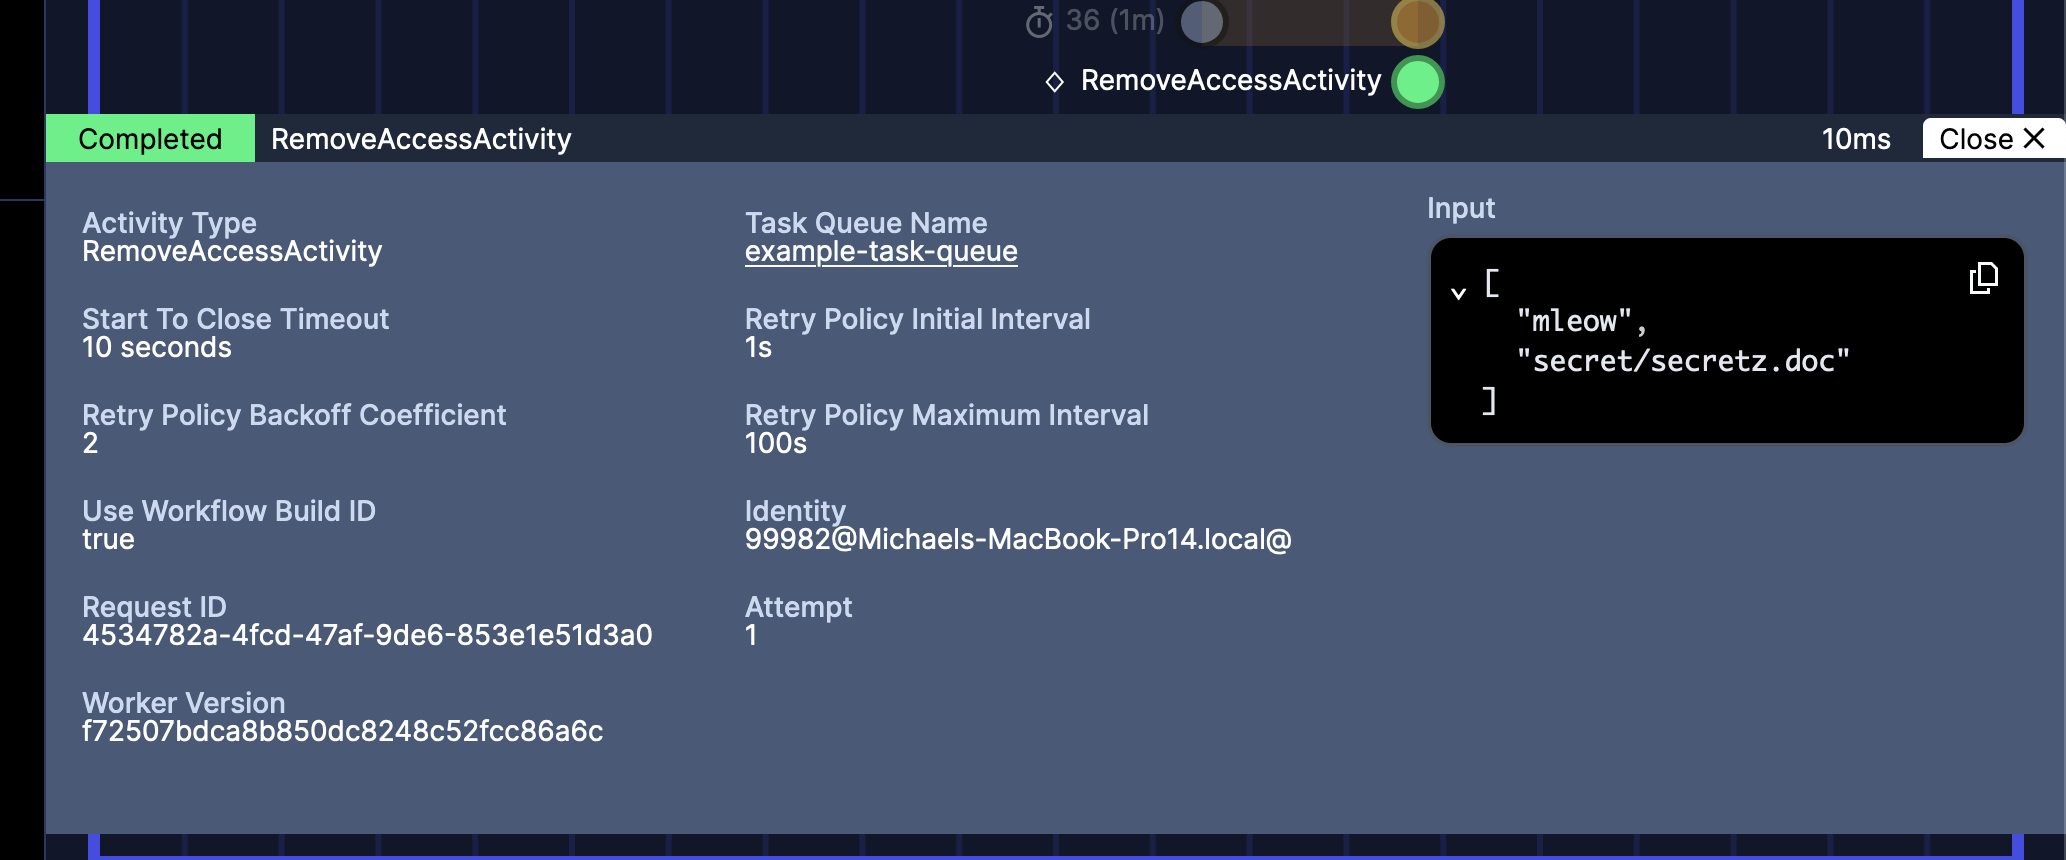 36 (1m)
RemoveAccessActivity
Completed
RemoveAccessActivity
10ms
Close
Activity Type
RemoveAccessActivity
Task Queue Name
example-task-queue
Start To Close Timeout
10 seconds
Retry Policy Initial Interval
1s
Retry Policy Backoff Coefficient
2
Retry Policy Maximum Interval
100s
Use Workflow Build ID
true
Identity
99982@Michaels-MacBook-Pro14.local@
Request ID
4534782a-4fcd-47af-9de6-853e1e51d3a0
Attempt
1
Worker Version
f72507bdca8b850dc8248c52fcc86a6c
Input
[
"mleow",
"secret/secretz.doc"
]